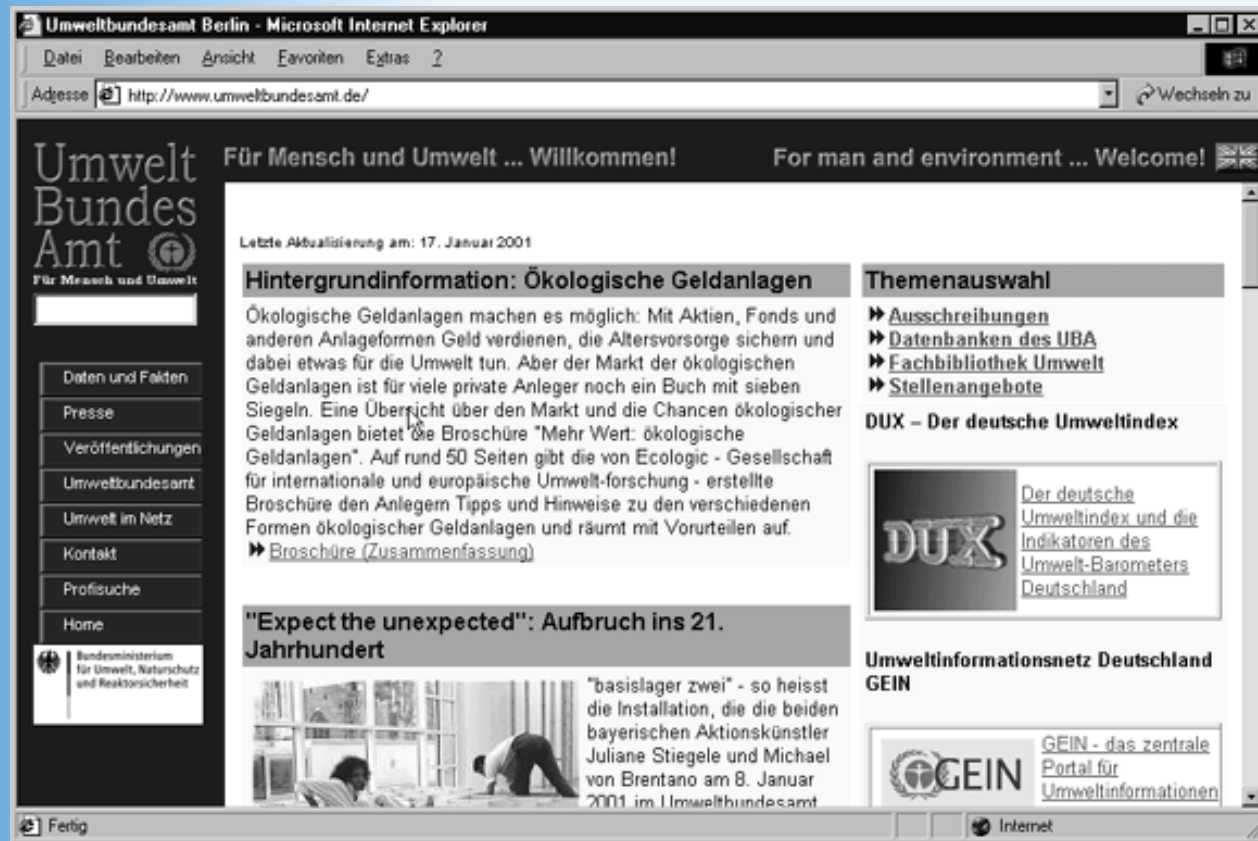 Umweltbundesamt Berlin - Microsoft Internet Explorer
Datei Bearbeiten Ansicht Favoriten Extras ?
Adresse http://www.umweltbundesamt.de/ Wechseln zu
Umwelt
Bundes
Amt
Für Mensch und Umwelt
Für Mensch und Umwelt ... Willkommen! For man and environment ... Welcome!
Daten und Fakten
Presse
Veröffentlichungen
Umweltbundesamt
Umwelt im Netz
Kontakt
Profisuche
Home
Bundesministerium
für Umwelt, Naturschutz
und Reaktorsicherheit
Letzte Aktualisierung am: 17. Januar 2001
Hintergrundinformation: Ökologische Geldanlagen
Ökologische Geldanlagen machen es möglich: Mit Aktien, Fonds und
anderen Anlageformen Geld verdienen, die Altersvorsorge sichern und
dabei etwas für die Umwelt tun. Aber der Markt der ökologischen
Geldanlagen ist für viele private Anleger noch ein Buch mit sieben
Siegeln. Eine Übersicht über den Markt und die Chancen ökologischer
Geldanlagen bietet die Broschüre "Mehr Wert: ökologische
Geldanlagen". Auf rund 50 Seiten gibt die von Ecologic - Gesellschaft
für internationale und europäische Umwelt-forschung - erstellte
Broschüre den Anlegern Tipps und Hinweise zu den verschiedenen
Formen ökologischer Geldanlagen und räumt mit Vorurteilen auf.
Broschüre (Zusammenfassung)
"Expect the unexpected": Aufbruch ins 21.
Jahrhundert
"basislager zwei" - so heisst
die Installation, die die beiden
bayerischen Aktionskünstler
Juliane Stiegele und Michael
von Brentano am 8. Januar
2001 im Umweltbundesamt
Themenauswahl
Ausschreibungen
Datenbanken des UBA
Fachbibliothek Umwelt
Stellenangebote
DUX – Der deutsche Umweltindex
DUX
Der deutsche
Umweltindex und die
Indikatoren des
Umwelt-Barometers
Deutschland
Umweltinformationsnetz Deutschland
GEIN
GEIN
GEIN - das zentrale
Portal für
Umweltinformationen
Fertig Internet